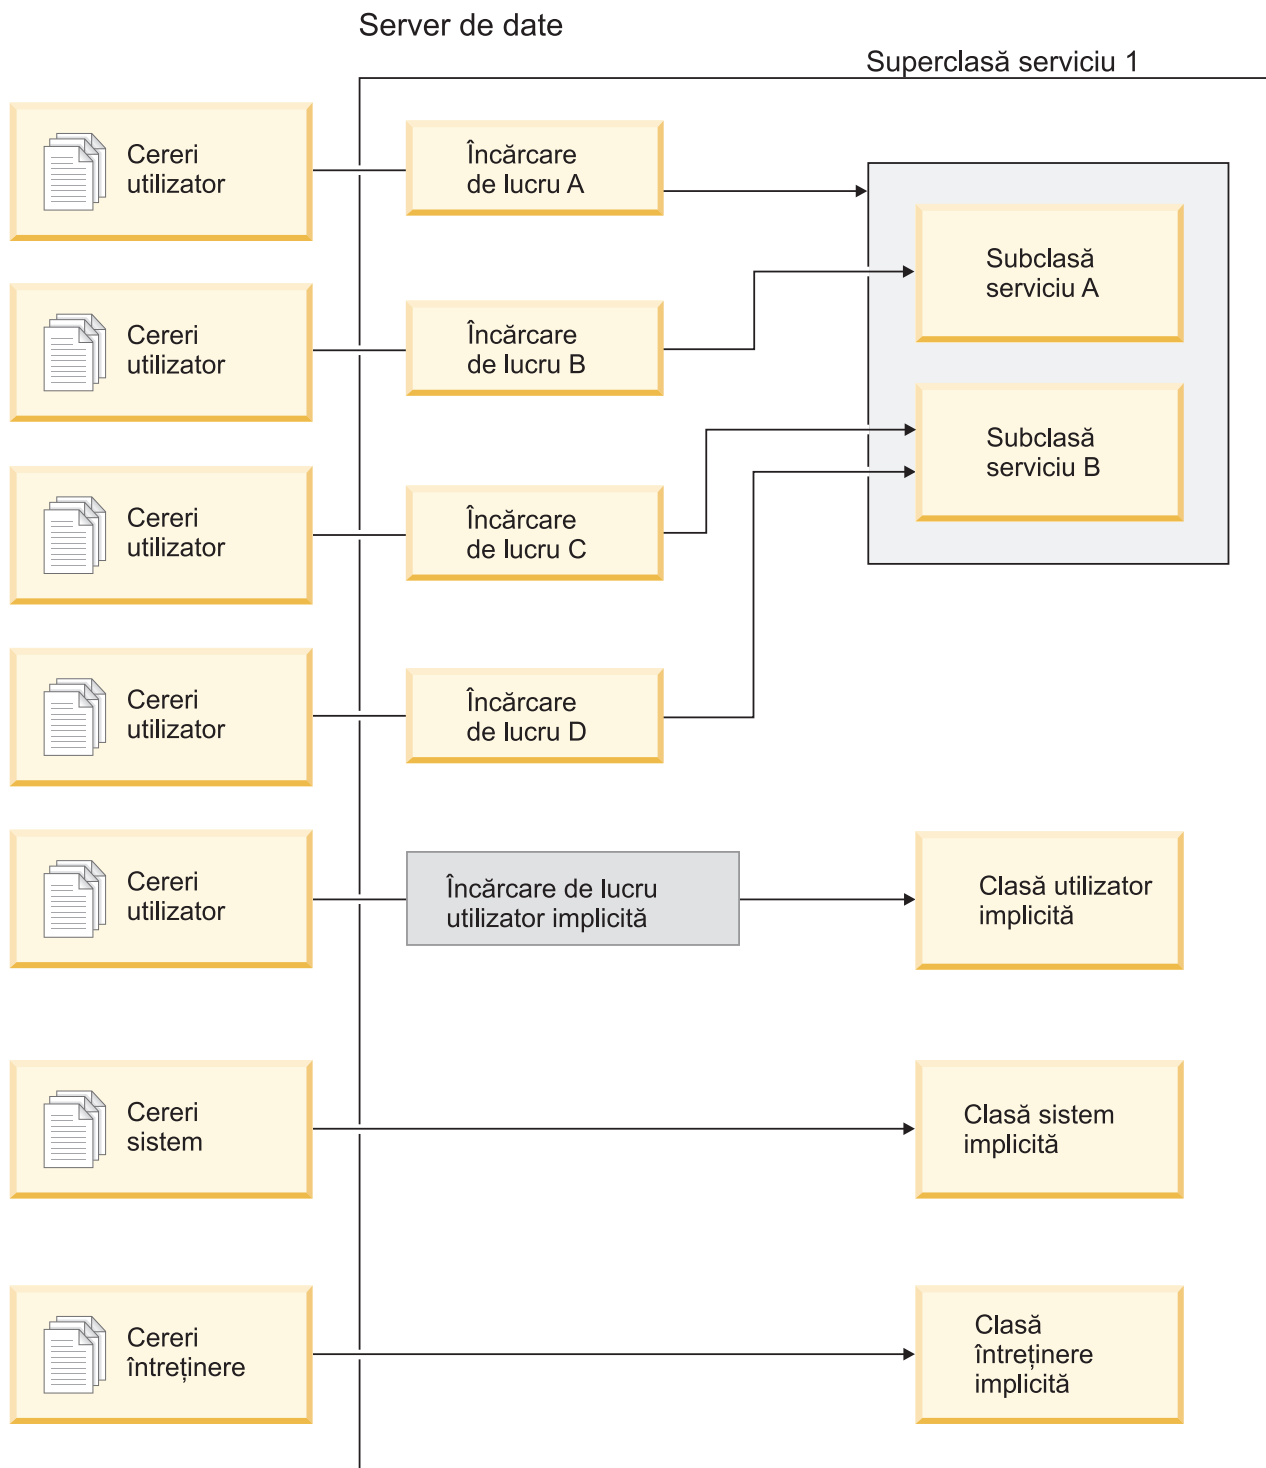 Server de date
Superclasă serviciu 1
Cereri
utilizator
Încărcare
de lucru A
Subclasă
serviciu A
Cereri
utilizator
Încărcare
de lucru B
Cereri
utilizator
Încărcare
de lucru C
Subclasă
serviciu B
Cereri
utilizator
Încărcare
de lucru D
Cereri
utilizator
Încărcare de lucru
utilizator implicită
Clasă utilizator
implicită
Cereri
sistem
Clasă sistem
implicită
Cereri
întreținere
Clasă
întreținere
implicită